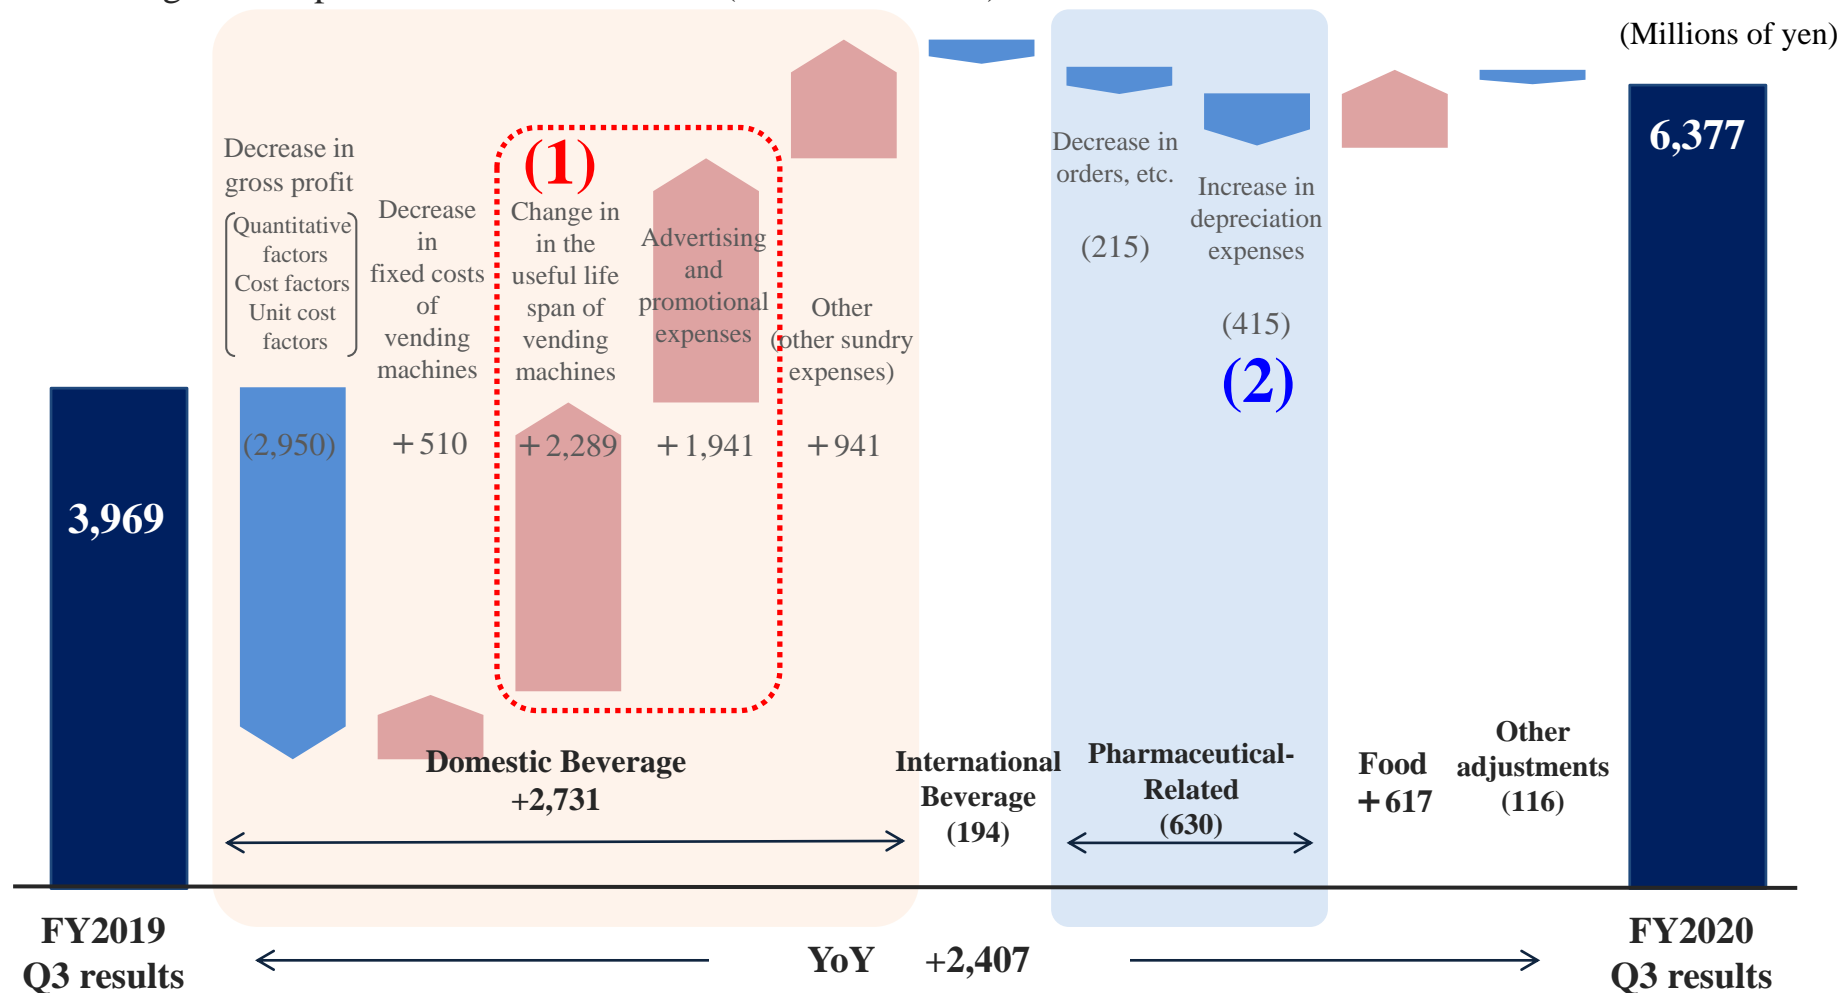 (Millions of yen)
Decrease in
gross profit
Quantitative
factors
Cost factors
Unit cost
factors
(2,950)
Decrease
in
fixed costs
of
vending
machines
+510
(1)
Change in
in the
useful life
span of
vending
machines
+2,289
Advertising
and
promotional
expenses
+1,941
Other
(other sundry
expenses)
+941
Decrease in
orders, etc.
(215)
Increase in
depreciation
expenses
(415)
(2)
3,969
6,377
Domestic Beverage
+2,731
International
Beverage
(194)
Pharmaceutical-
Related
(630)
Food
+617
Other
adjustments
(116)
FY2019
Q3 results
YoY +2,407
FY2020
Q3 results